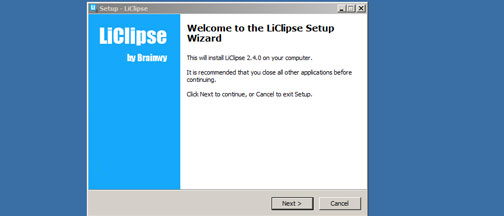 Setup - LiClipse
LiClipse
by Brainwy
Welcome to the LiClipse Setup
Wizard
This will install LiClipse 2.4.0 on your computer.
It is recommended that you close all other applications before
continuing.
Click Next to continue, or Cancel to exit Setup.
Next >
Cancel